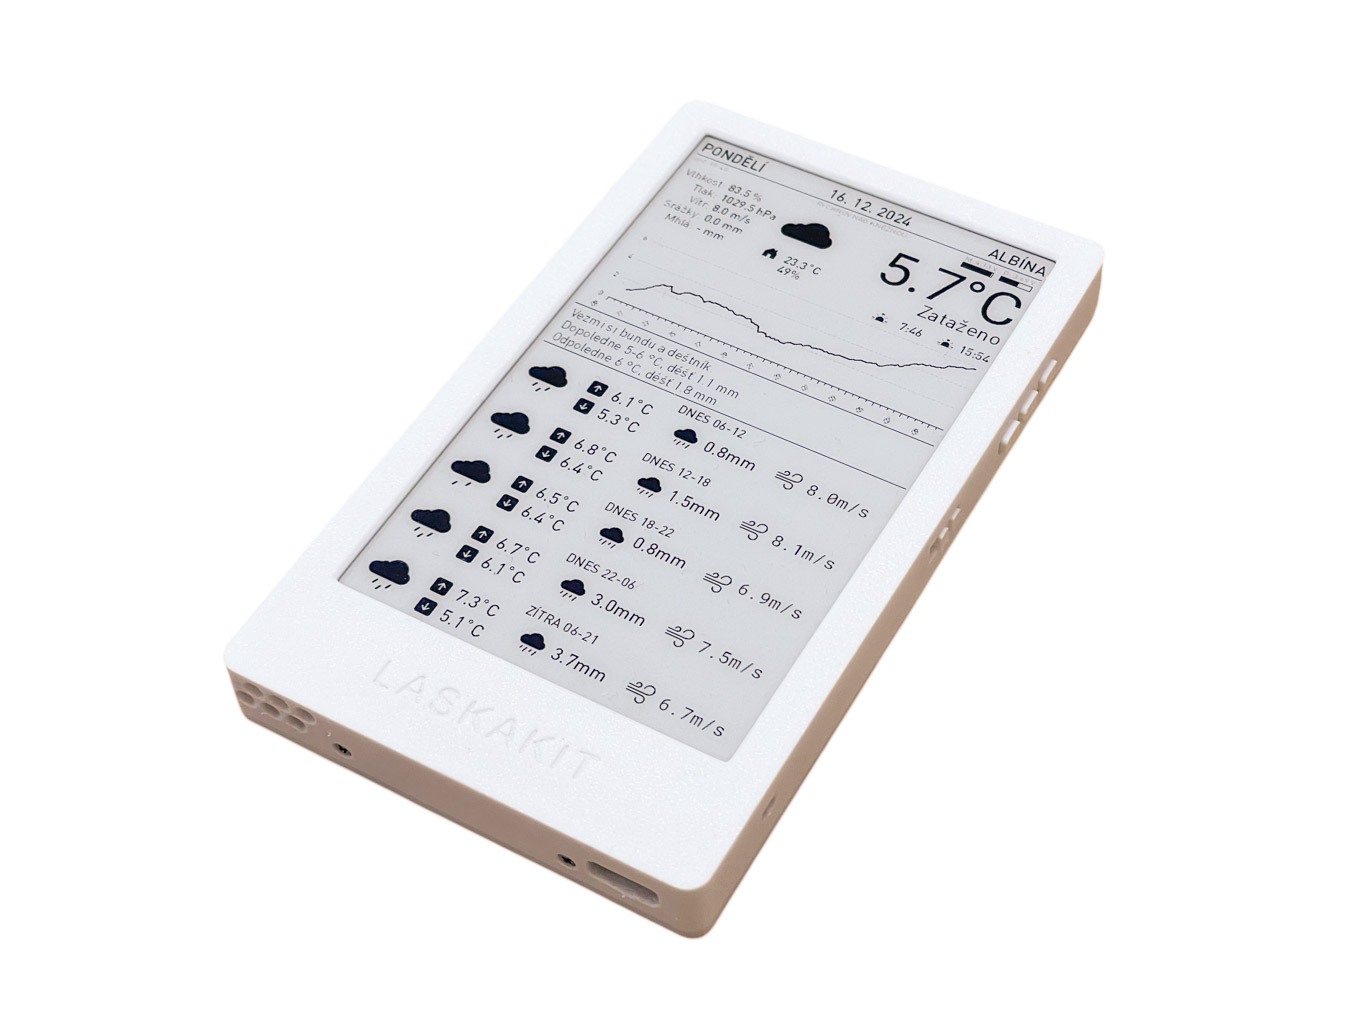 PONDĚLÍ
16. 12. 2024
ALBÍNA
Vlhkost 83.5 %
Tlak 1029.5 hPa
Vítr 8.0 m/s
Srážky 0.0 mm
Mhla - mm
23.3°C
49%
5.7°C
Zataženo
7:46
15:54
6
4
2
Vezmi si bundu a deštník
Dopoledne 5-6 °C, déšť 1.1 mm
Odpoledne 6 °C, déšť 1.8 mm
DNES 06-12
6.1°C
5.3°C
0.8mm
8.0m/s
DNES 12-18
6.8°C
6.4°C
1.5mm
8.1m/s
DNES 18-22
6.5°C
6.4°C
0.8mm
6.9m/s
DNES 22-06
6.7°C
6.1°C
3.0mm
7.5m/s
ZÍTRA 06-21
7.3°C
5.1°C
3.7mm
6.7m/s
LASKAKIT